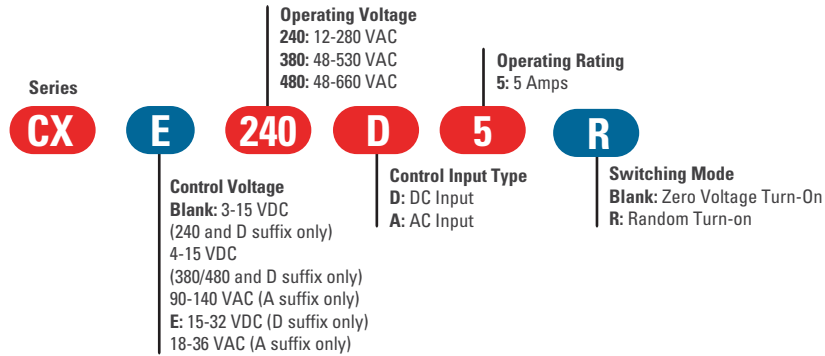 Operating Voltage
240: 12-280 VAC
380: 48-530 VAC
480: 48-660 VAC
Operating Rating
5: 5 Amps
Series
CX E 240 D 5 R
Control Voltage
Blank: 3-15 VDC
(240 and D suffix only)
4-15 VDC
(380/480 and D suffix only)
90-140 VAC (A suffix only)
E: 15-32 VDC (D suffix only)
18-36 VAC (A suffix only)
Control Input Type
D: DC Input
A: AC Input
Switching Mode
Blank: Zero Voltage Turn-On
R: Random Turn-on